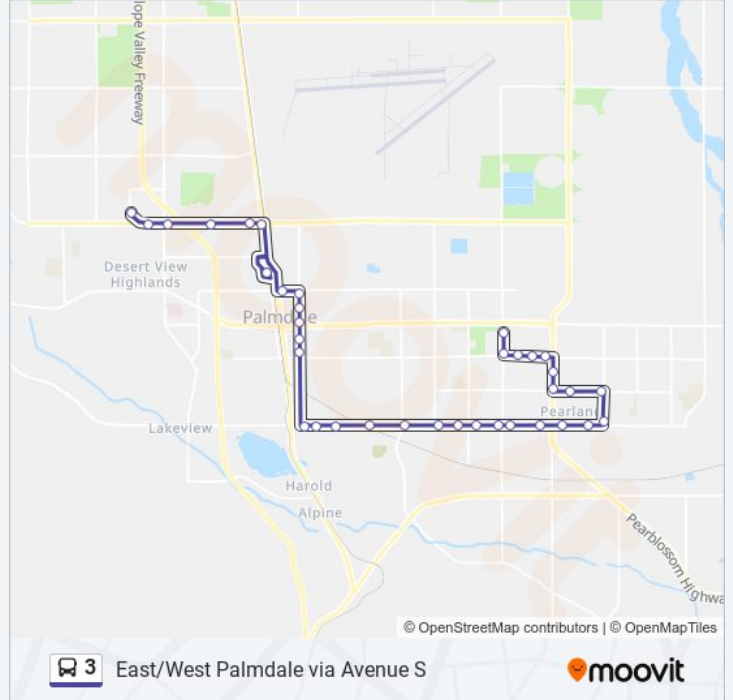 lope Valley Freeway
Desert View
Highlands
Palmdale
Pearland
Lakeview
Harold
Alpine
Pearblossom Highwa
© OpenStreetMap contributors | © OpenMapTiles
3 East/West Palmdale via Avenue S
moovit